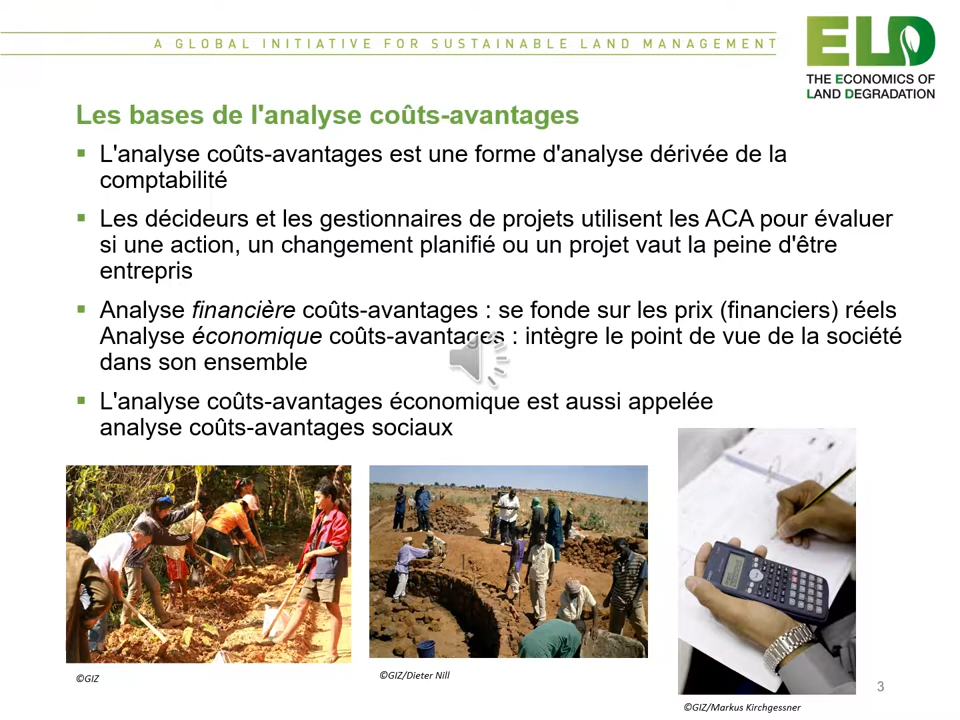 A GLOBAL INITIATIVE FOR SUSTAINABLE LAND MANAGEMENT
ELD
THE ECONOMICS OF
LAND DEGRADATION
Les bases de l'analyse coûts-avantages
▪ L'analyse coûts-avantages est une forme d'analyse dérivée de la
comptabilité
▪ Les décideurs et les gestionnaires de projets utilisent les ACA pour évaluer
si une action, un changement planifié ou un projet vaut la peine d'être
entrepris
▪ Analyse financière coûts-avantages : se fonde sur les prix (financiers) réels
Analyse économique coûts-avantages : intègre le point de vue de la société
dans son ensemble
▪ L'analyse coûts-avantages économique est aussi appelée
analyse coûts-avantages sociaux
©GIZ
©GIZ/Dieter Nill
©GIZ/Markus Kirchgessner
3